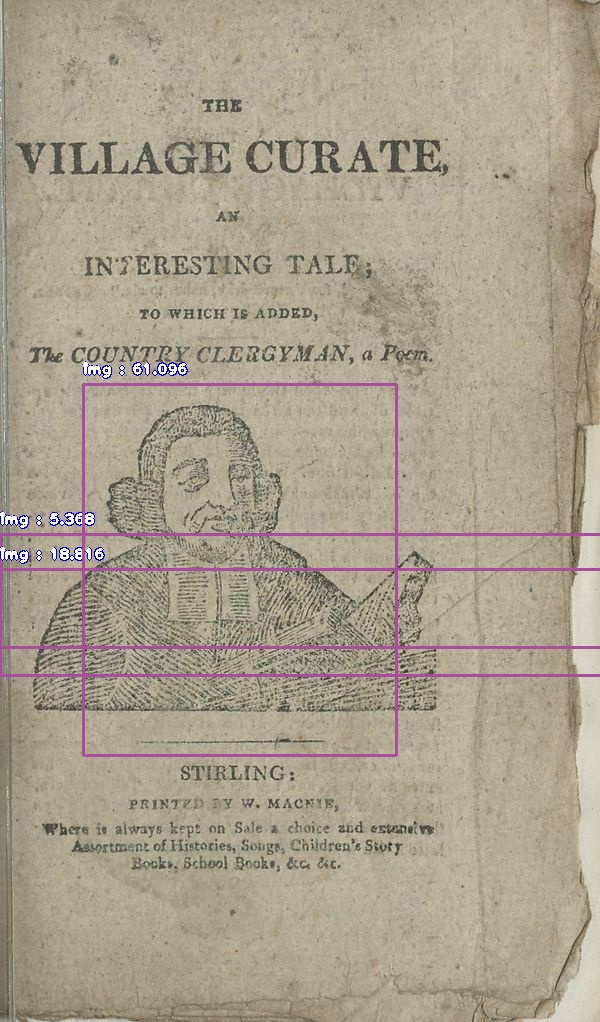 THE
VILLAGE CURATE,
AN
INTERESTING TALE;
TO WHICH IS ADDED,
The COUNTRY CLERGYMAN, a Poem.
Img : 61.096
Img : 5.368
Img : 18.816
STIRLING:
PRINTED BY W. MACNIE,
Where is always kept on Sale a choice and extensive
Assortment of Histories, Songs, Children's Story
Books, School Books, &c. &c.